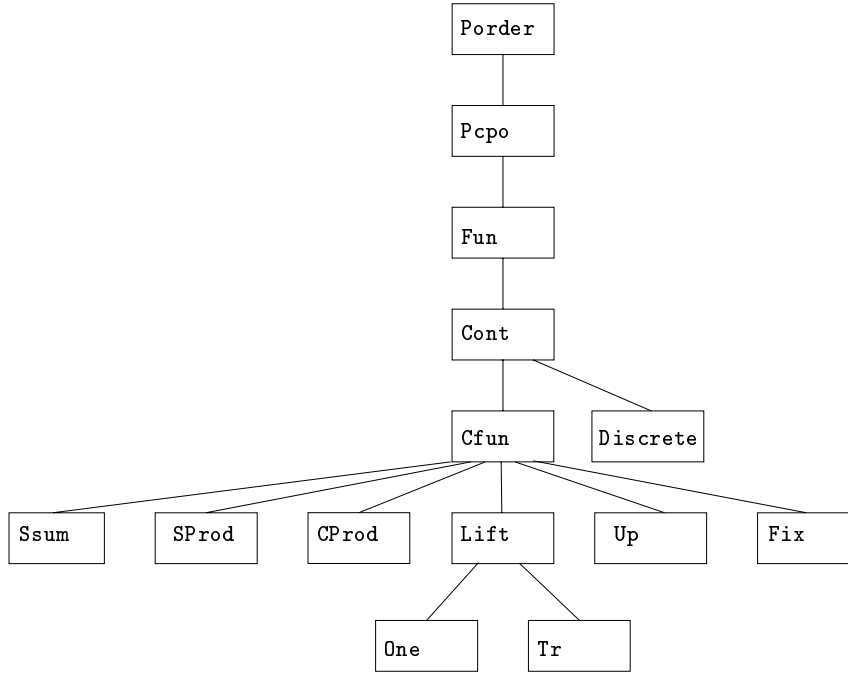 Porder
Pcpo
Fun
Cont
Cfun Discrete
Ssum SProd CProd Lift Up Fix
One Tr